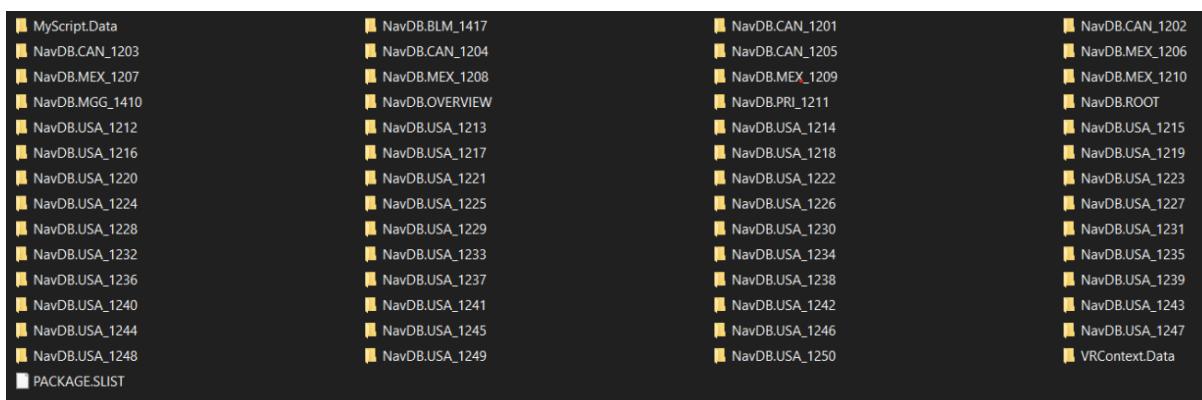 MyScript.Data NavDB.BLM_1417 NavDB.CAN_1201 NavDB.CAN_1202
NavDB.CAN_1203 NavDB.CAN_1204 NavDB.CAN_1205 NavDB.MEX_1206
NavDB.MEX_1207 NavDB.MEX_1208 NavDB.MEX_1209 NavDB.MEX_1210
NavDB.MGG_1410 NavDB.OVERVIEW NavDB.PRI_1211 NavDB.ROOT
NavDB.USA_1212 NavDB.USA_1213 NavDB.USA_1214 NavDB.USA_1215
NavDB.USA_1216 NavDB.USA_1217 NavDB.USA_1218 NavDB.USA_1219
NavDB.USA_1220 NavDB.USA_1221 NavDB.USA_1222 NavDB.USA_1223
NavDB.USA_1224 NavDB.USA_1225 NavDB.USA_1226 NavDB.USA_1227
NavDB.USA_1228 NavDB.USA_1229 NavDB.USA_1230 NavDB.USA_1231
NavDB.USA_1232 NavDB.USA_1233 NavDB.USA_1234 NavDB.USA_1235
NavDB.USA_1236 NavDB.USA_1237 NavDB.USA_1238 NavDB.USA_1239
NavDB.USA_1240 NavDB.USA_1241 NavDB.USA_1242 NavDB.USA_1243
NavDB.USA_1244 NavDB.USA_1245 NavDB.USA_1246 NavDB.USA_1247
NavDB.USA_1248 NavDB.USA_1249 NavDB.USA_1250 VRContext.Data
PACKAGE.SLIST